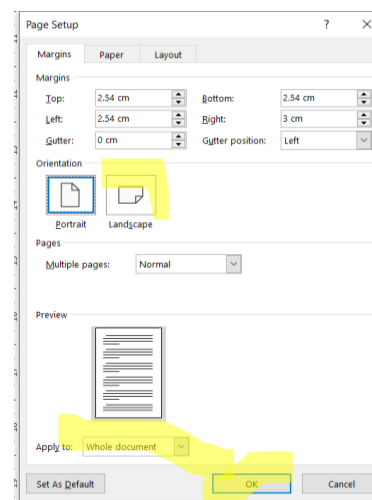 Page Setup ? ×
Margins Paper Layout
Margins
Top: 2.54 cm Bottom: 2.54 cm
Left: 2.54 cm Right: 3 cm
Gutter: 0 cm Gutter position: Left
Orientation
Portrait Landscape
Pages
Multiple pages: Normal
Preview
Apply to: Whole document
Set As Default OK Cancel